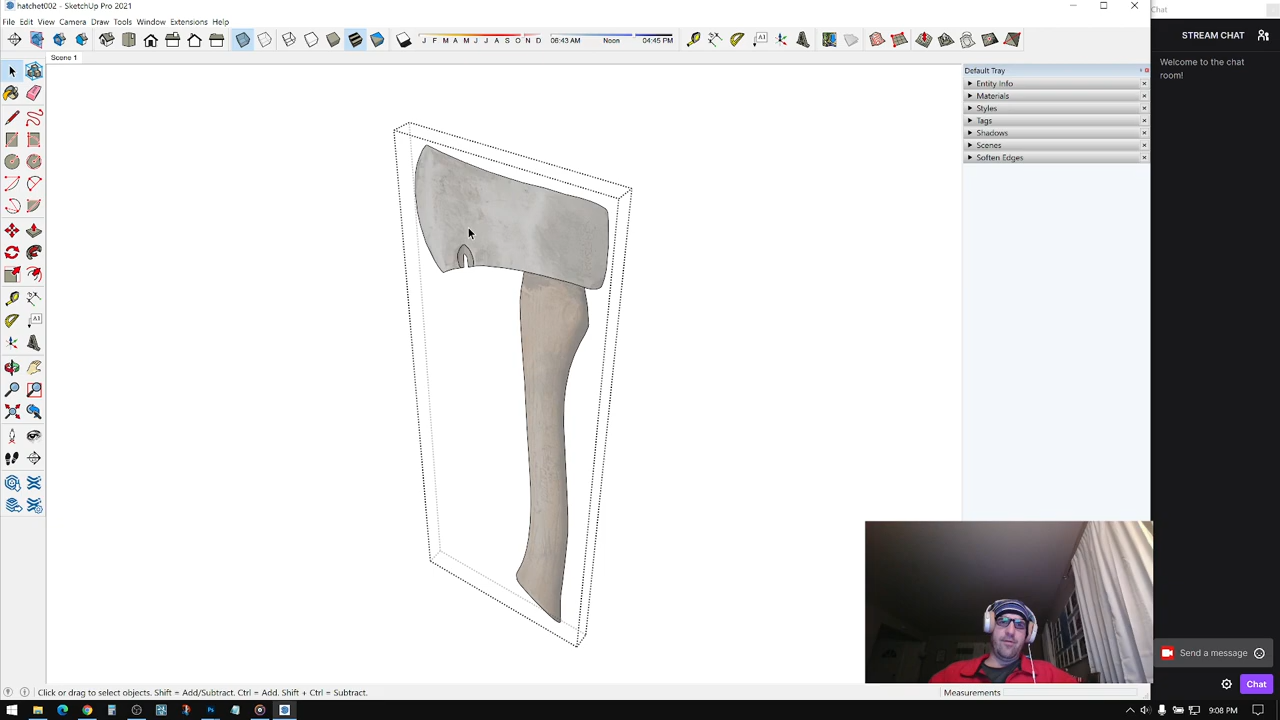 hatchet002 - SketchUp Pro 2021
File Edit View Camera Draw Tools Window Extensions Help
J F M A M J J A S O N D 06:43 AM Noon 04:45 PM
Scene 1
Default Tray
Entity Info
Materials
Styles
Tags
Shadows
Scenes
Soften Edges
Click or drag to select objects. Shift = Add/Subtract. Ctrl = Add. Shift + Ctrl = Subtract.
Measurements
Chat
STREAM CHAT
Welcome to the chat
room!
Send a message
Chat
9:08 PM